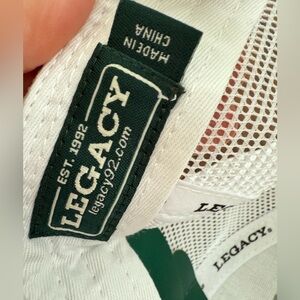 MADE IN
CHINA
EST. 1992
LEGACY
legacy92.com
LEGACY